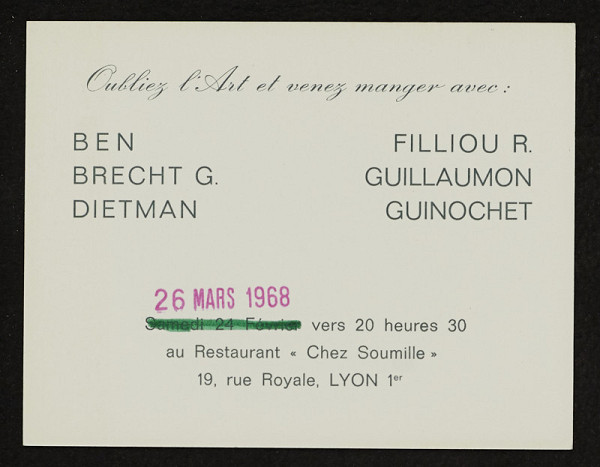 Oubliez l'Art et venez manger avec :
BEN
BRECHT G.
DIETMAN
FILLIOU R.
GUILLAUMON
GUINOCHET
26 MARS 1968
Samedi 24 Février vers 20 heures 30
au Restaurant « Chez Soumille »
19, rue Royale, LYON 1er